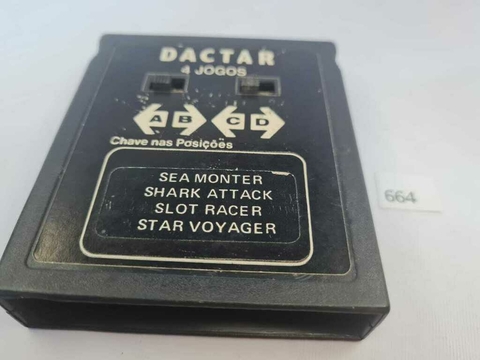 DACTAR
4 JOGOS
A B C D
Chave nas Posições
SEA MONTER
SHARK ATTACK
SLOT RACER
STAR VOYAGER
664